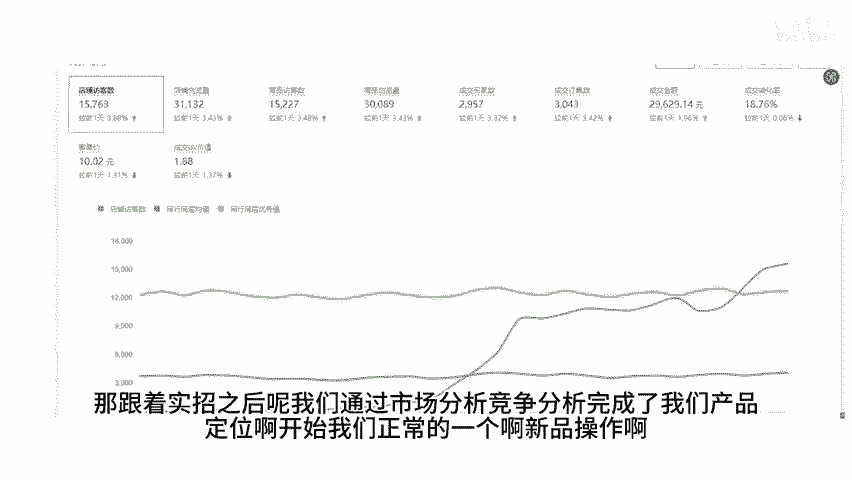 店铺访客数 店铺浏览量 商品访客数 商品浏览量 成交买家数 成交订单数 成交金额 成交转化率
15,763 31,132 15,227 30,089 2,957 3,043 29,629.14 元 18.76%
较前1天 3.88% 较前1天 3.43% 较前1天 3.48% 较前1天 3.43% 较前1天 3.32% 较前1天 3.42% 较前1天 1.96% 较前1天 0.06%
客单价 成交UV价值
10.02 元 1.88
较前1天 1.31% 较前1天 1.37%
店铺访客数 同行同层均值 同行同层优秀值
18,000
15,000
12,000
9,000
6,000
3,000
那跟着实招之后呢我们通过市场分析竞争分析完成了我们产品
定位啊开始我们正常的一个啊新品操作啊